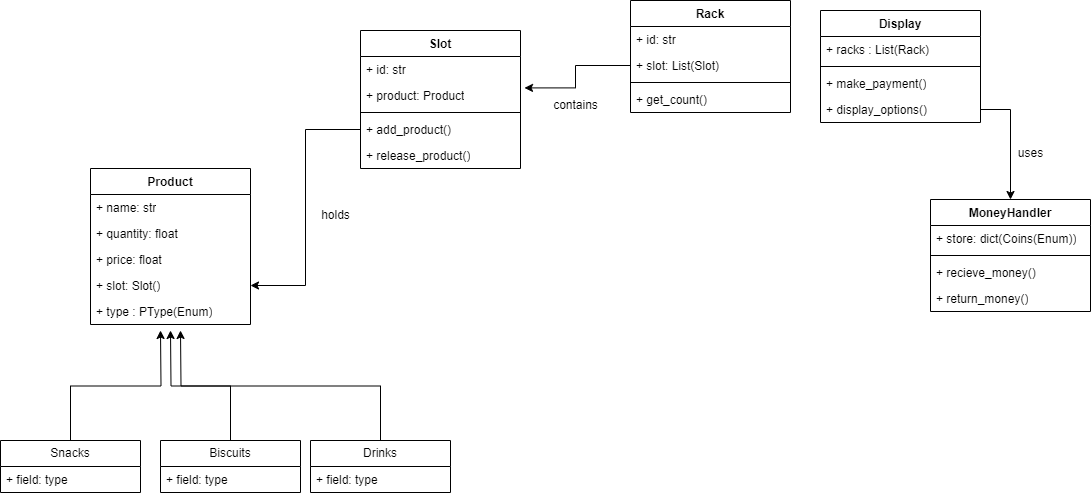 Rack
+ id: str
+ slot: List(Slot)
+ get_count()
Display
+ racks : List(Rack)
+ make_payment()
+ display_options()
Slot
+ id: str
+ product: Product
+ add_product()
+ release_product()
contains
uses
Product
+ name: str
+ quantity: float
+ price: float
+ slot: Slot()
+ type : PType(Enum)
holds
MoneyHandler
+ store: dict(Coins(Enum))
+ recieve_money()
+ return_money()
Snacks
+ field: type
Biscuits
+ field: type
Drinks
+ field: type